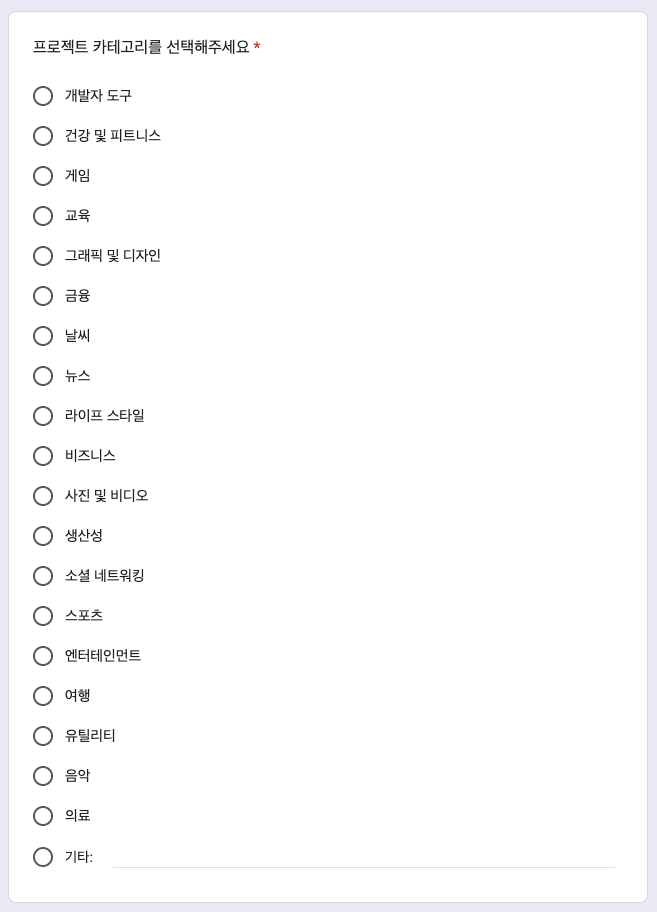 프로젝트 카테고리를 선택해주세요 *
개발자 도구
건강 및 피트니스
게임
교육
그래픽 및 디자인
금융
날씨
뉴스
라이프 스타일
비즈니스
사진 및 비디오
생산성
소셜 네트워킹
스포츠
엔터테인먼트
여행
유틸리티
음악
의료
기타: